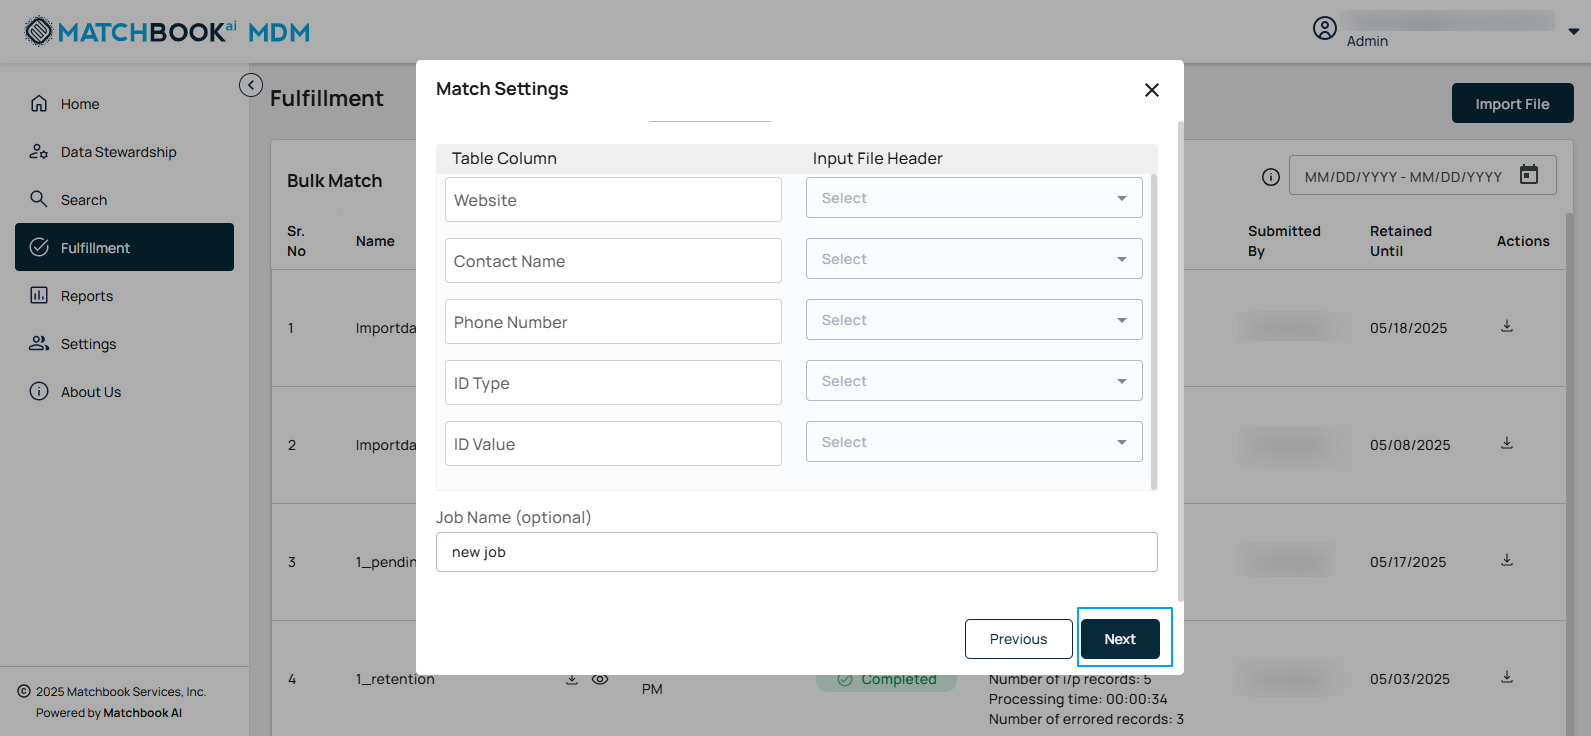 MATCHBOOK ai MDM
Admin
Home
Data Stewardship
Search
Fulfillment
Reports
Settings
About Us
2025 Matchbook Services, Inc.
Powered by Matchbook AI
Fulfillment
Import File
Bulk Match
MM/DD/YYYY - MM/DD/YYYY
Sr. No
Name
Submitted By
Retained Until
Actions
1
Importda
05/18/2025
2
Importda
05/08/2025
3
1_pendin
05/17/2025
4
1_retention
PM
Completed
Number of i/p records: 5
Processing time: 00:00:34
Number of errored records: 3
05/03/2025
Match Settings
Table Column
Input File Header
Website
Select
Contact Name
Select
Phone Number
Select
ID Type
Select
ID Value
Select
Job Name (optional)
new job
Previous
Next